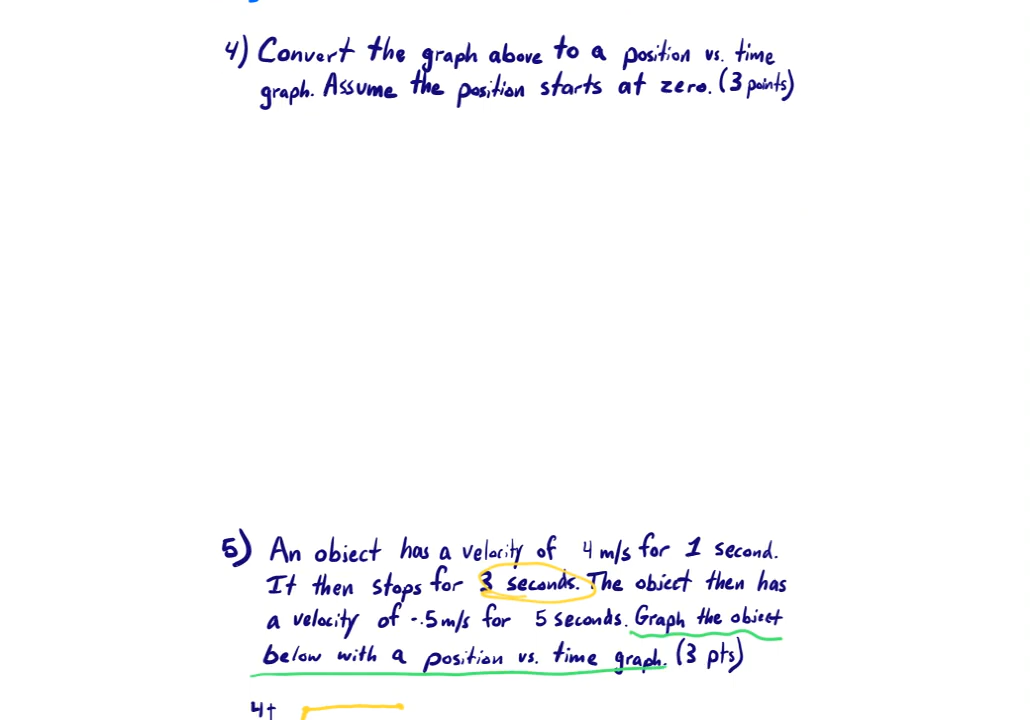 4) Convert the graph above to a position vs. time
graph. Assume the position starts at zero. (3 points)
5) An object has a velocity of 4 m/s for 1 second.
It then stops for 3 seconds. The object then has
a velocity of -.5m/s for 5 seconds. Graph the object
below with a position vs. time graph. (3 pts)
4